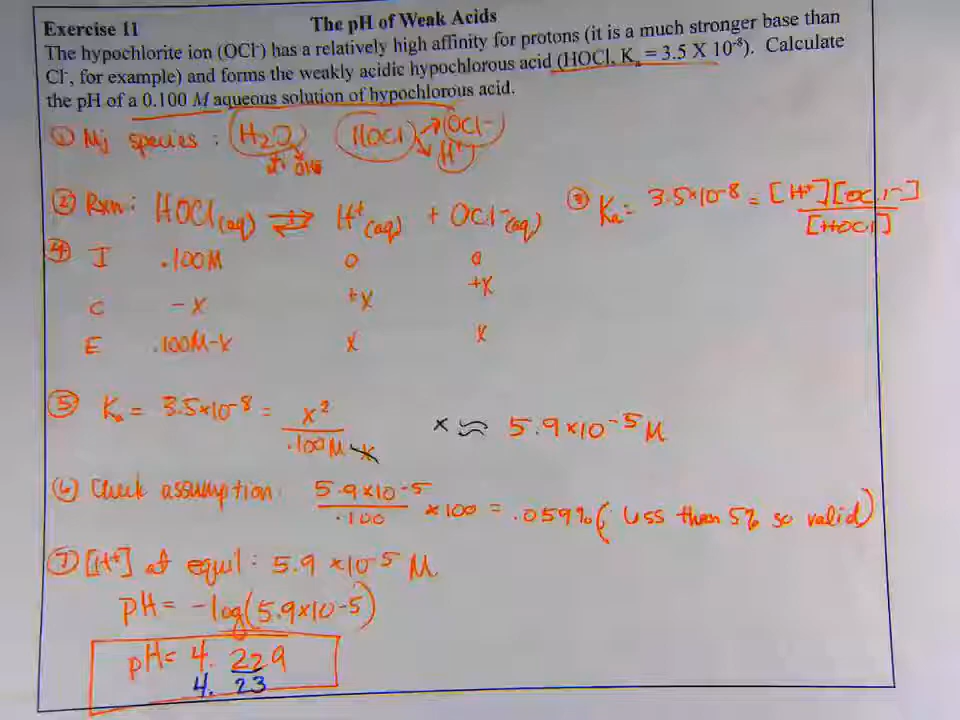 Exercise 11 The pH of Weak Acids
The hypochlorite ion (OCl⁻) has a relatively high affinity for protons (it is a much stronger base than
Cl⁻, for example) and forms the weakly acidic hypochlorous acid (HOCl, Kₐ = 3.5 X 10⁻⁸). Calculate
the pH of a 0.100 M aqueous solution of hypochlorous acid.
① Mj species: H₂O HOCl → OCl⁻
H⁺ OH⁻ → H⁺
② Rxn: HOCl(aq) ⇌ H⁺(aq) + OCl⁻(aq) ③ Kₐ = 3.5×10-8 = [H⁺][OCl⁻]
[HOCl]
④ I .100M 0 0
C -x +x +x
E .100M-x x x
⑤ Kₐ = 3.5×10-8 = x² x ≈ 5.9×10-5 M
.100M-x
⑥ Check assumption: 5.9×10-5 ×100 = .059% (less than 5% so valid)
.100
⑦ [H⁺] at equil: 5.9 ×10-5 M
pH = -log(5.9×10-5)
pH = 4.229
4.23